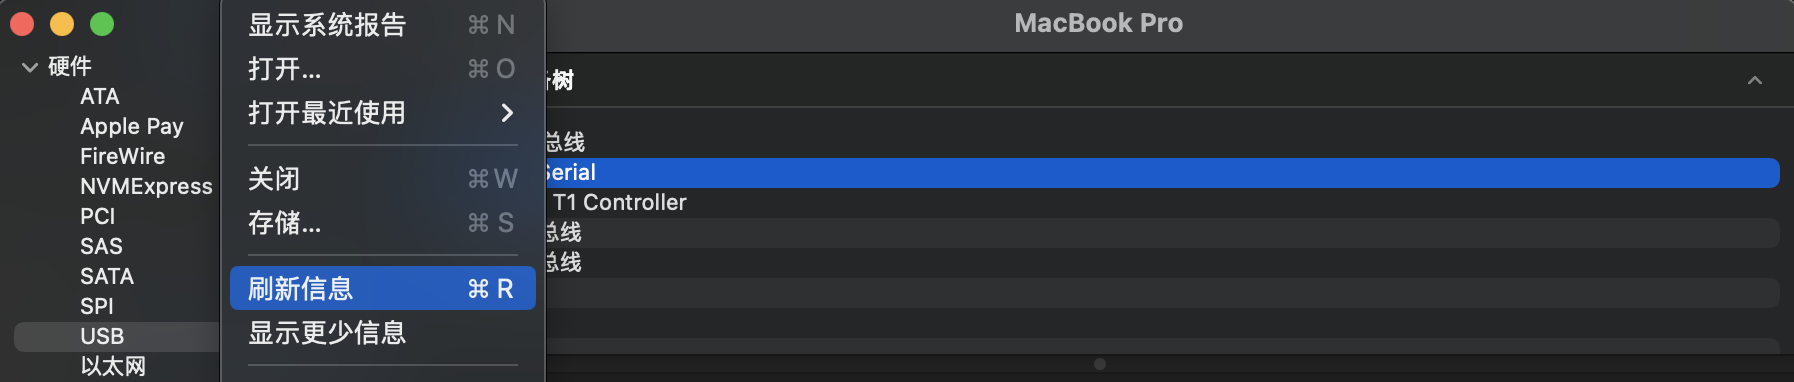 MacBook Pro
硬件
ATA
Apple Pay
FireWire
NVMExpress
PCI
SAS
SATA
SPI
USB
以太网
显示系统报告 ⌘ N
打开... ⌘ O
打开最近使用
关闭 ⌘ W
存储... ⌘ S
刷新信息 ⌘ R
显示更少信息
树
总线
Serial
T1 Controller
总线
总线